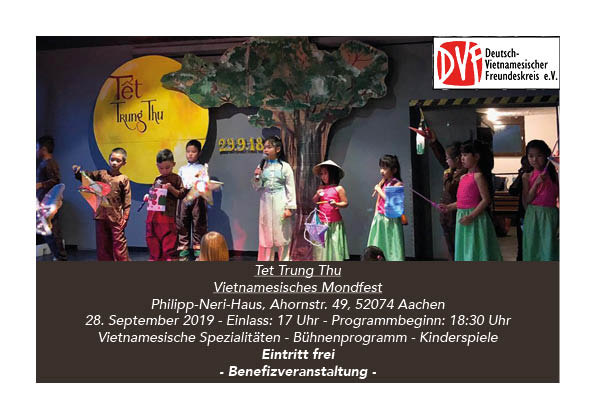 DVF Deutsch-
Vietnamesischer
Freundeskreis e.V.
Tết
Trung Thu
29.9.18
Tet Trung Thu
Vietnamesisches Mondfest
Philipp-Neri-Haus, Ahornstr. 49, 52074 Aachen
28. September 2019 - Einlass: 17 Uhr - Programmbeginn: 18:30 Uhr
Vietnamesische Spezialitäten - Bühnenprogramm - Kinderspiele
Eintritt frei
- Benefizveranstaltung -